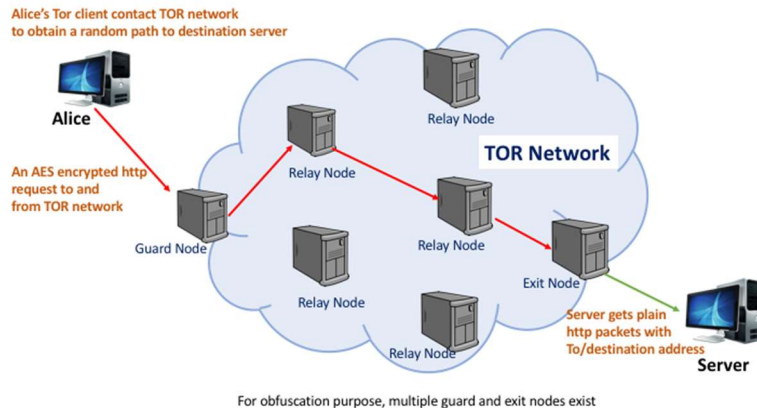 Alice's Tor client contact TOR network
to obtain a random path to destination server
Alice
Relay Node
TOR Network
An AES encrypted http
request to and
from TOR network
Relay Node
Guard Node
Relay Node
Relay Node
Exit Node
Server gets plain
http packets with
To/destination address
Relay Node
Server
For obfuscation purpose, multiple guard and exit nodes exist